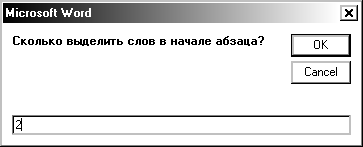 Microsoft Word
Сколько выделить слов в начале абзаца?
OK
Cancel
2